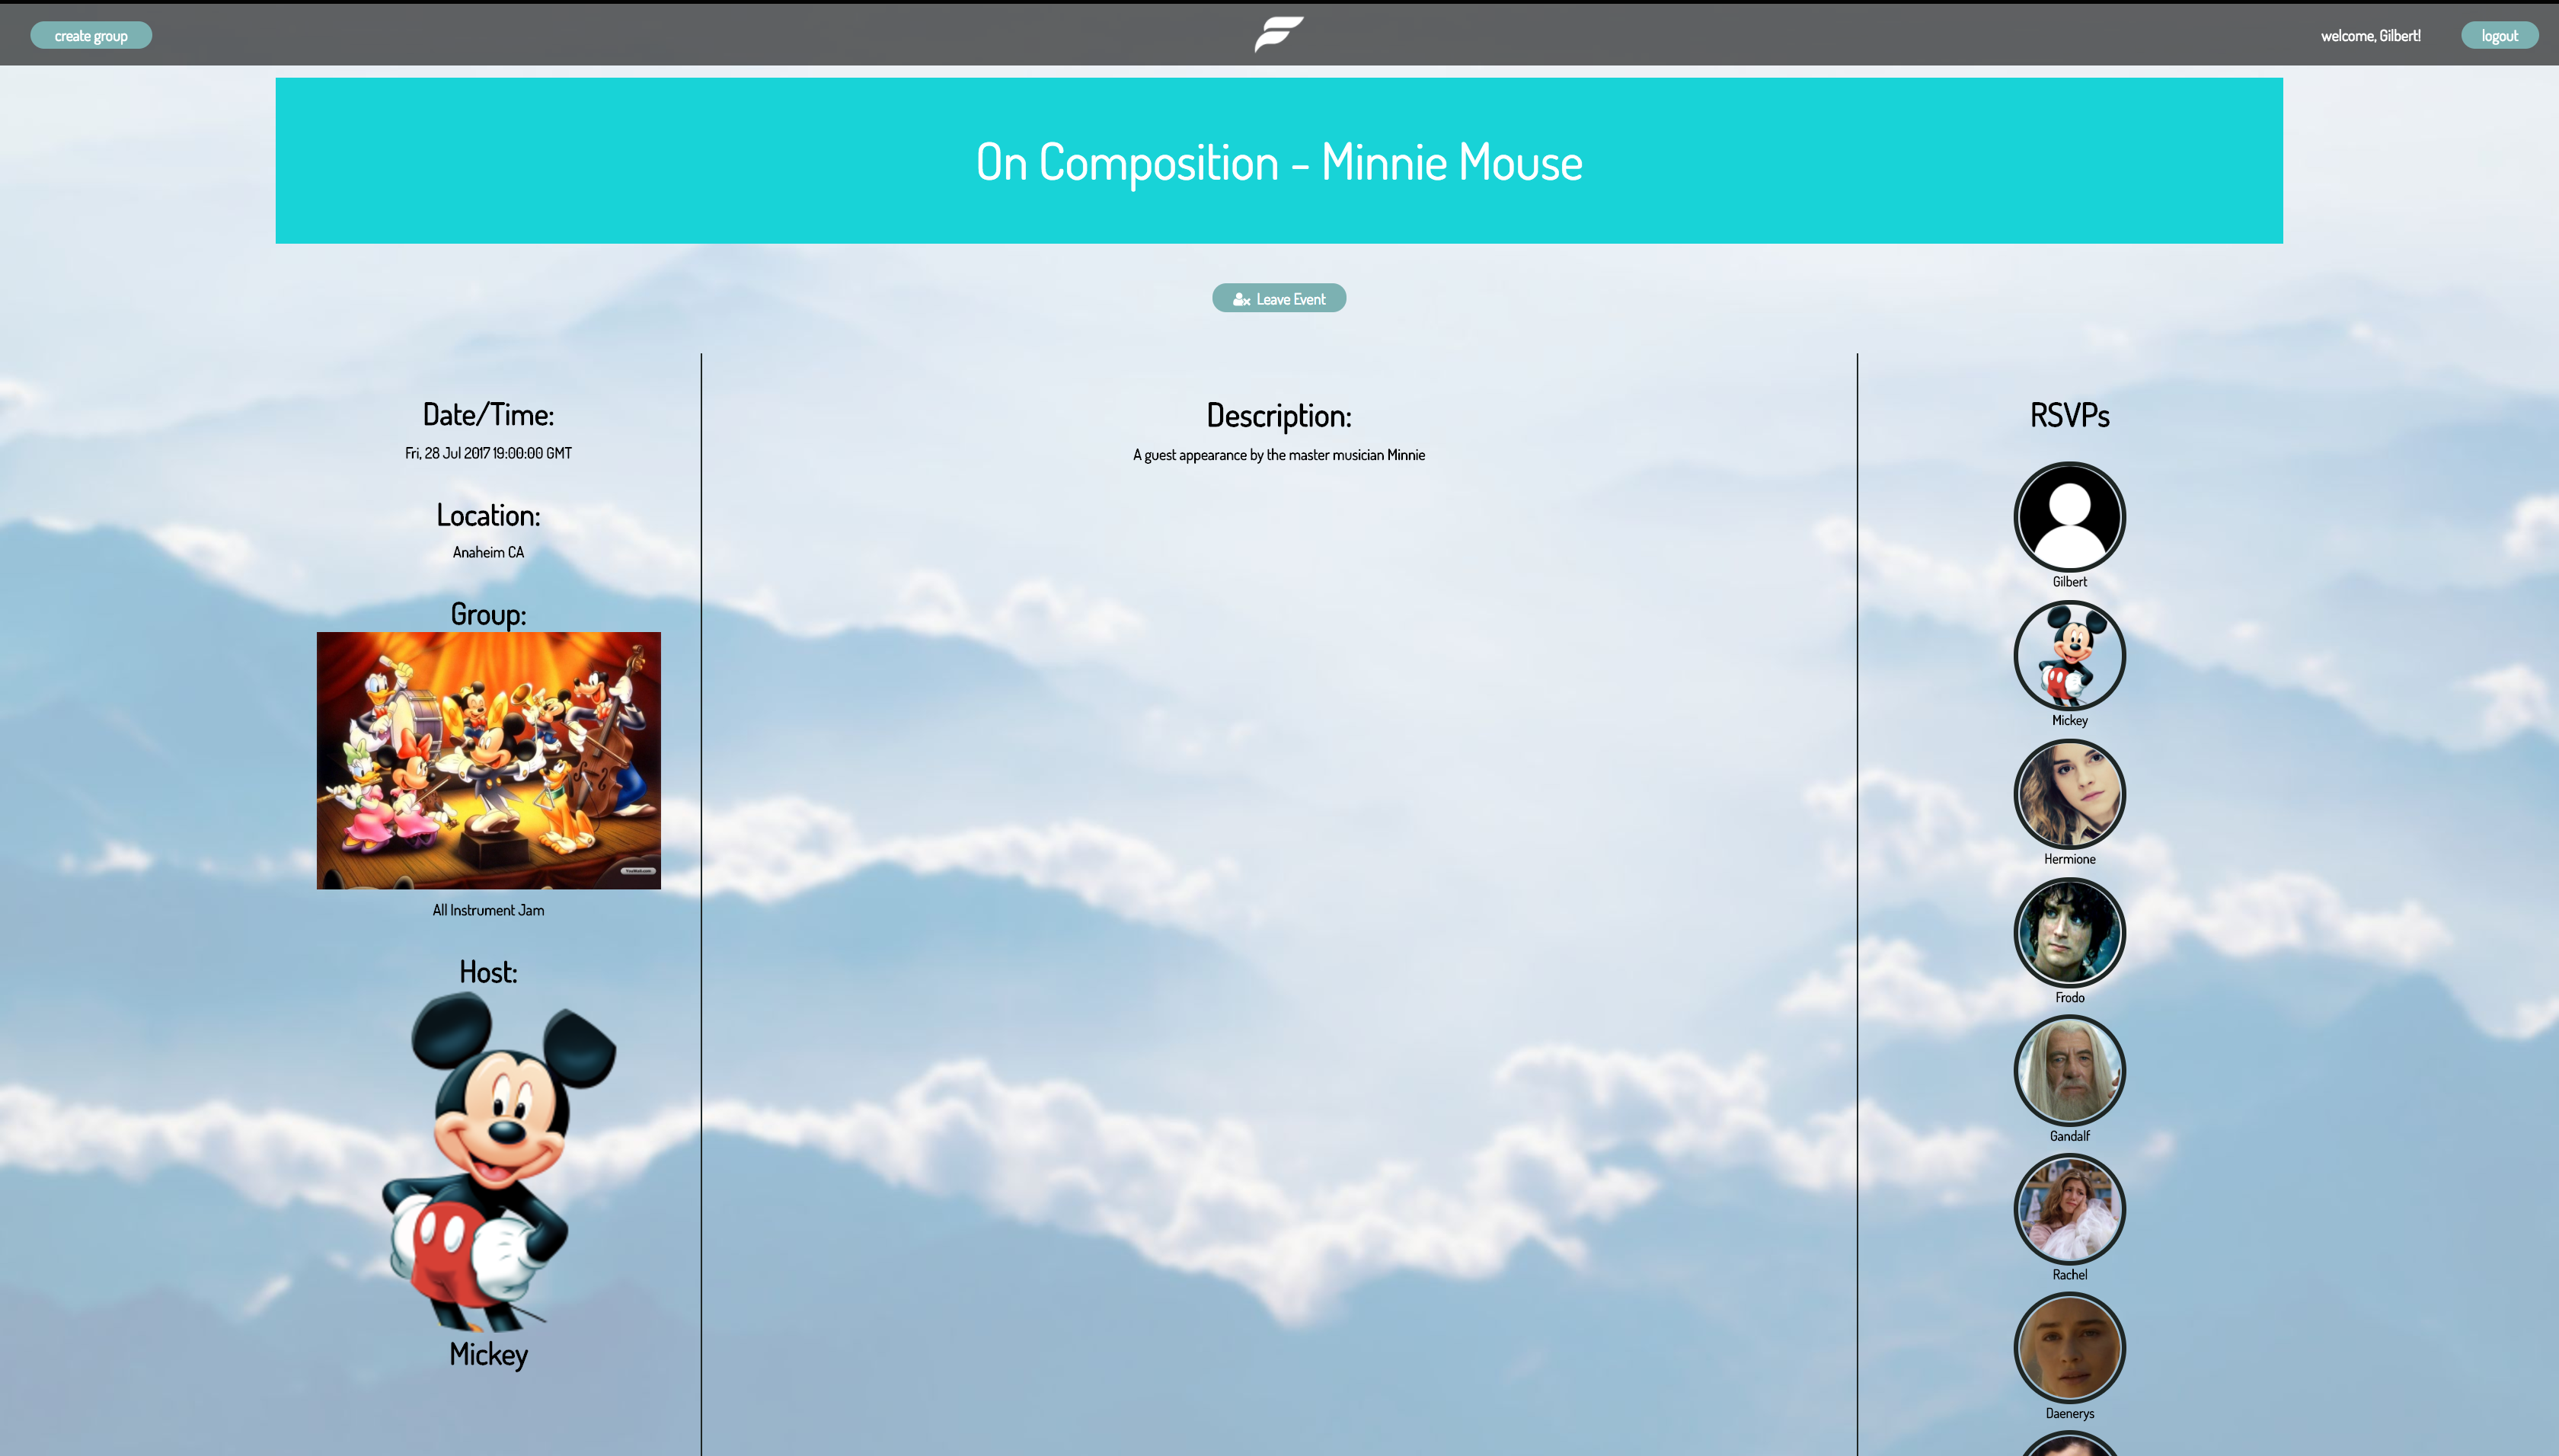 create group
welcome, Gilbert!
logout
On Composition - Minnie Mouse
Leave Event
Date/Time:
Fri, 28 Jul 2017 19:00:00 GMT
Location:
Anaheim CA
Group:
All Instrument Jam
Host:
Mickey
Description:
A guest appearance by the master musician Minnie
RSVPs
Gilbert
Mickey
Hermione
Frodo
Gandalf
Rachel
Daenerys